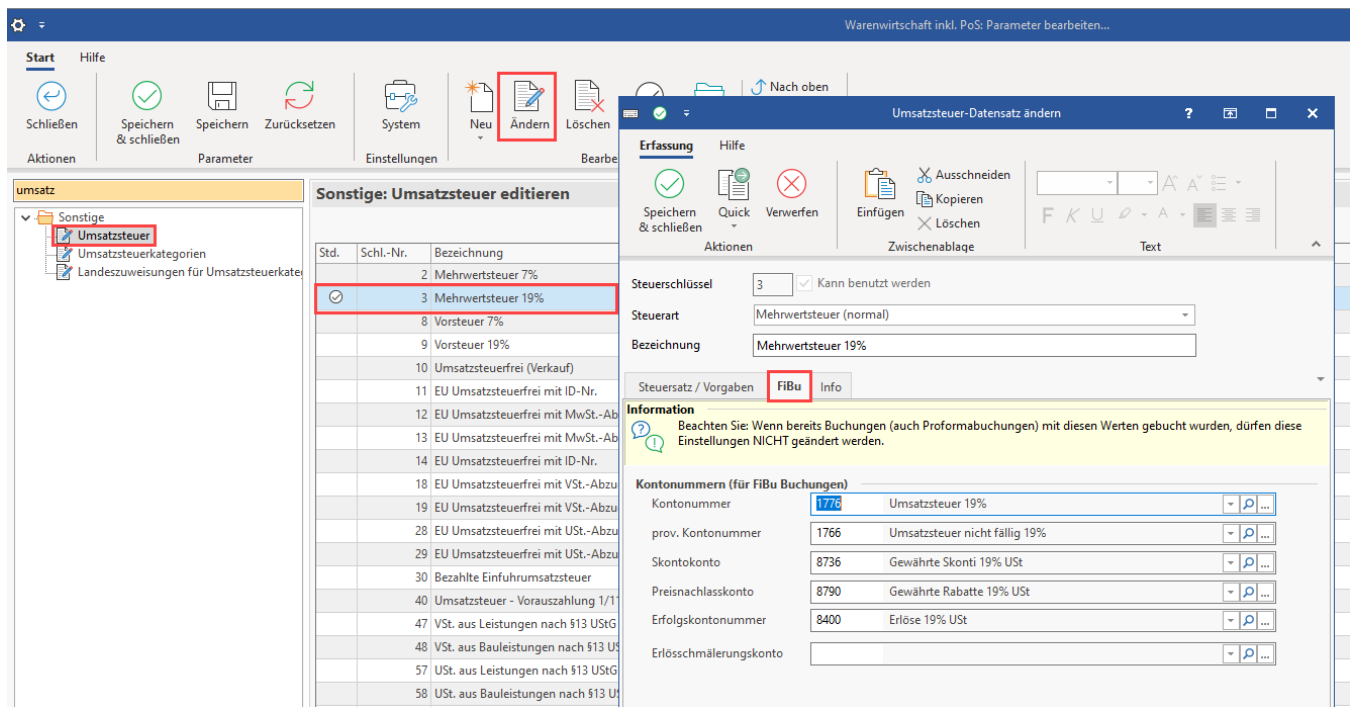 Warenwirtschaft inkl. PoS: Parameter bearbeiten...
Start Hilfe
Schließen
Speichern & schließen
Speichern
Zurücksetzen
System
Neu
Ändern
Löschen
Nach oben
Aktionen
Parameter
Einstellungen
Bearbe
umsatz
Sonstige
Umsatzsteuer
Umsatzsteuerkategorien
Landeszuweisungen für Umsatzsteuerkate
Sonstige: Umsatzsteuer editieren
Std. Schl.-Nr. Bezeichnung
2 Mehrwertsteuer 7%
3 Mehrwertsteuer 19%
8 Vorsteuer 7%
9 Vorsteuer 19%
10 Umsatzsteuerfrei (Verkauf)
11 EU Umsatzsteuerfrei mit ID-Nr.
12 EU Umsatzsteuerfrei mit MwSt.-Ab
13 EU Umsatzsteuerfrei mit MwSt.-Ab
14 EU Umsatzsteuerfrei mit ID-Nr.
18 EU Umsatzsteuerfrei mit VSt.-Abzu
19 EU Umsatzsteuerfrei mit VSt.-Abzu
28 EU Umsatzsteuerfrei mit USt.-Abzu
29 EU Umsatzsteuerfrei mit USt.-Abzu
30 Bezahlte Einfuhrumsatzsteuer
40 Umsatzsteuer - Vorauszahlung 1/11
47 VSt. aus Leistungen nach §13 UStG
48 VSt. aus Bauleistungen nach §13 US
57 USt. aus Leistungen nach §13 UStG
58 USt. aus Bauleistungen nach §13 U
Umsatzsteuer-Datensatz ändern
Erfassung Hilfe
Speichern & schließen
Quick
Verwerfen
Einfügen
Ausschneiden
Kopieren
Löschen
F K U A
Aktionen
Zwischenablage
Text
Steuerschlüssel 3 Kann benutzt werden
Steuerart Mehrwertsteuer (normal)
Bezeichnung Mehrwertsteuer 19%
Steuersatz / Vorgaben FiBu Info
Information
Beachten Sie: Wenn bereits Buchungen (auch Proformabuchungen) mit diesen Werten gebucht wurden, dürfen diese
Einstellungen NICHT geändert werden.
Kontonummern (für FiBu Buchungen)
Kontonummer 1776 Umsatzsteuer 19%
prov. Kontonummer 1766 Umsatzsteuer nicht fällig 19%
Skontokonto 8736 Gewährte Skonti 19% USt
Preisnachlasskonto 8790 Gewährte Rabatte 19% USt
Erfolgskontonummer 8400 Erlöse 19% USt
Erlösschmälerungskonto